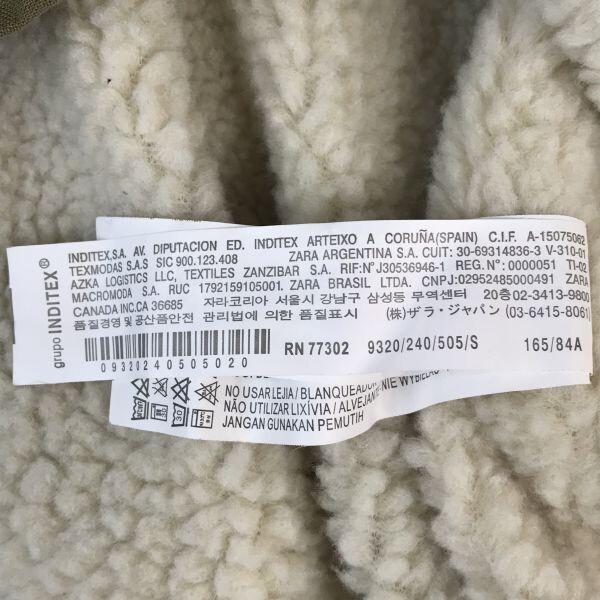 grupo INDITEX®
INDITEX,S.A. AV. DIPUTACION ED. INDITEX ARTEIXO A CORUÑA(SPAIN) C.I.F. A-15075062
TEXMODAS S.A.S SIC 900.123.408 ZARA ARGENTINA S.A. CUIT: 30-69314836-3 V-310-01
AZKA LOGISTICS LLC, TEXTILES ZANZIBAR S.A. RIF:N°J30536946-1 REG.N°: 0000051 TI-02
MACROMODA S.A. RUC 1792159105001. ZARA BRASIL LTDA. CNPJ:02952485000491 ZARA
CANADA INC.CA 36685 자라코리아 서울시 강남구 삼성동 무역센터 20층 02-3413-9800
품질경영 및 공산품안전 관리법에 의한 품질표시 (株)ザラ・ジャパン (03-6415-8061)
09320240505020
RN 77302 9320/240/505/S 165/84A
NO USAR LEJIA / BLANQUEADOR
NIE WYBIELAĆ
NÃO UTILIZAR LIXÍVIA / ALVEJAN
JANGAN GUNAKAN PEMUTIH